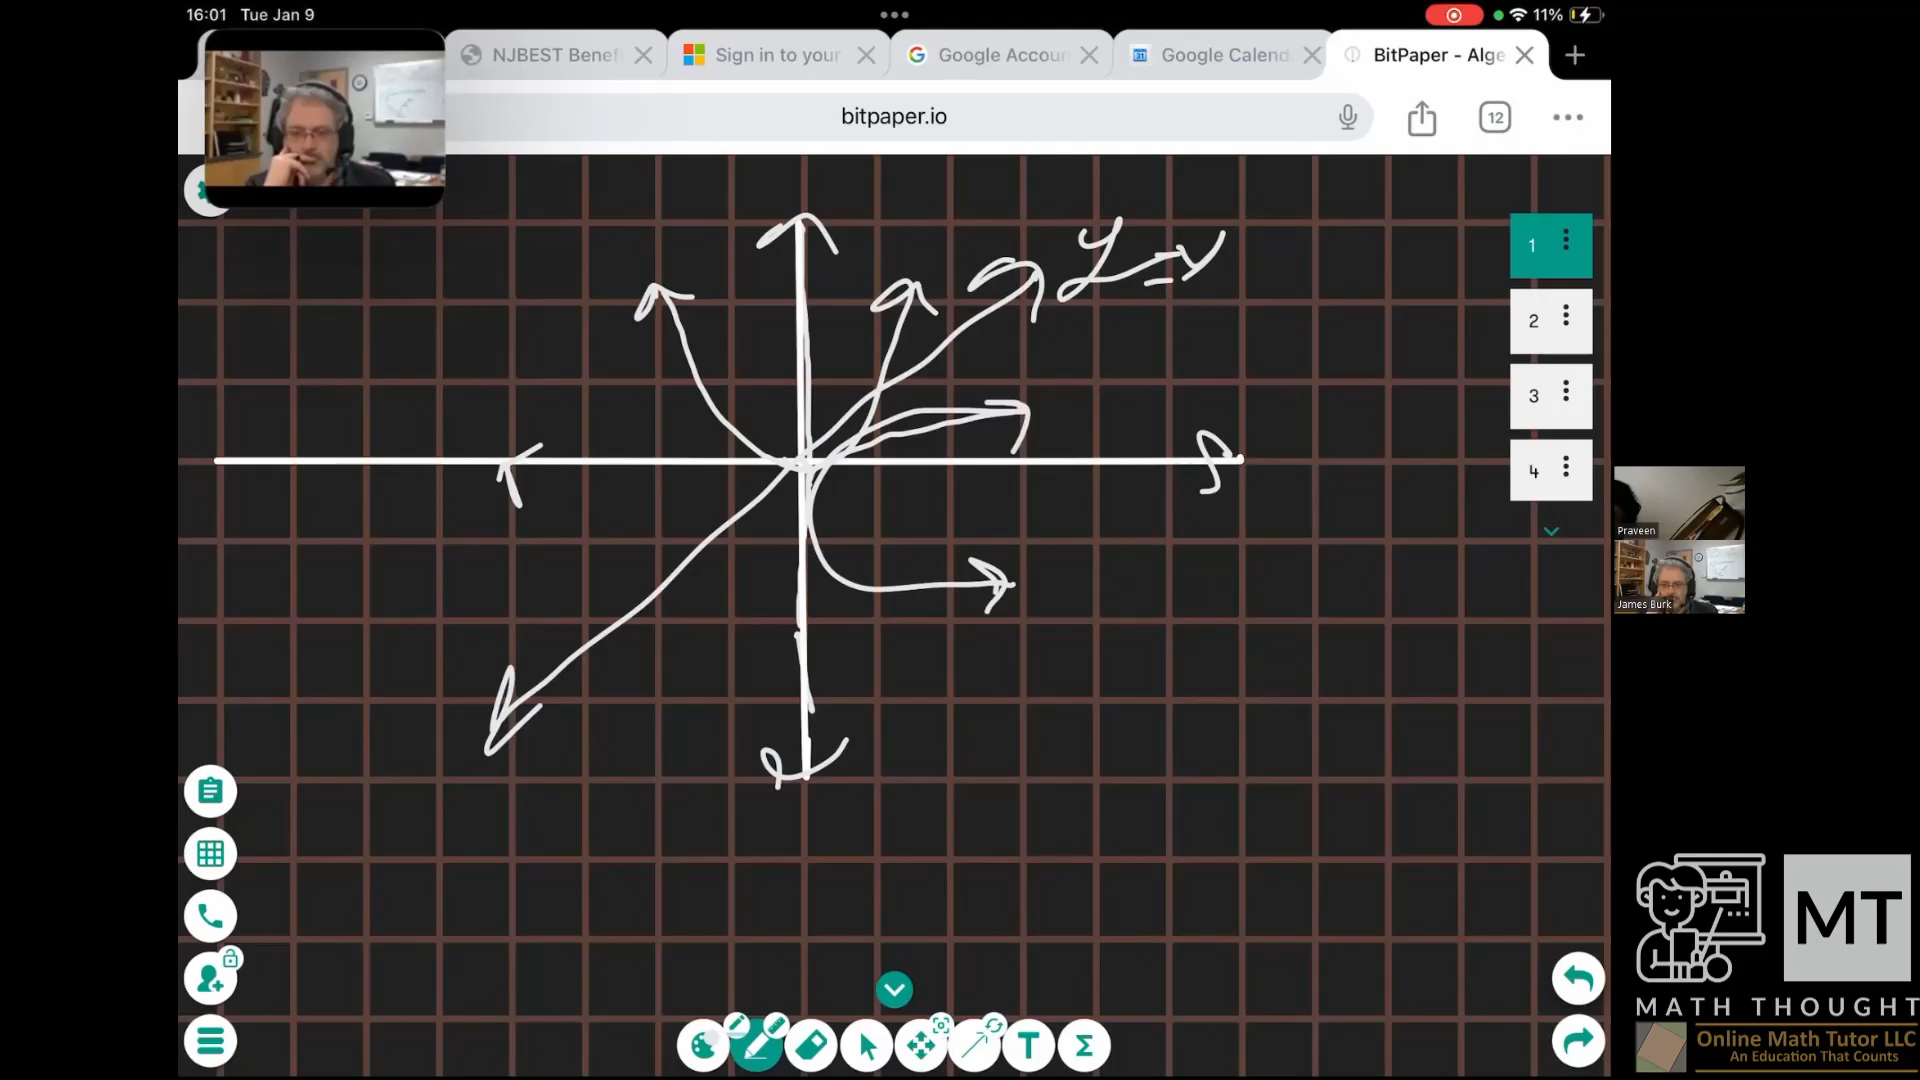 16:01 Tue Jan 9
11%
NJBEST Benef
Sign in to your
Google Accoun
Google Calend
BitPaper - Alge
bitpaper.io
12
y=x
1
2
3
4
Praveen
James Burk
T
Σ
MT
MATH THOUGHT
Online Math Tutor LLC
An Education That Counts